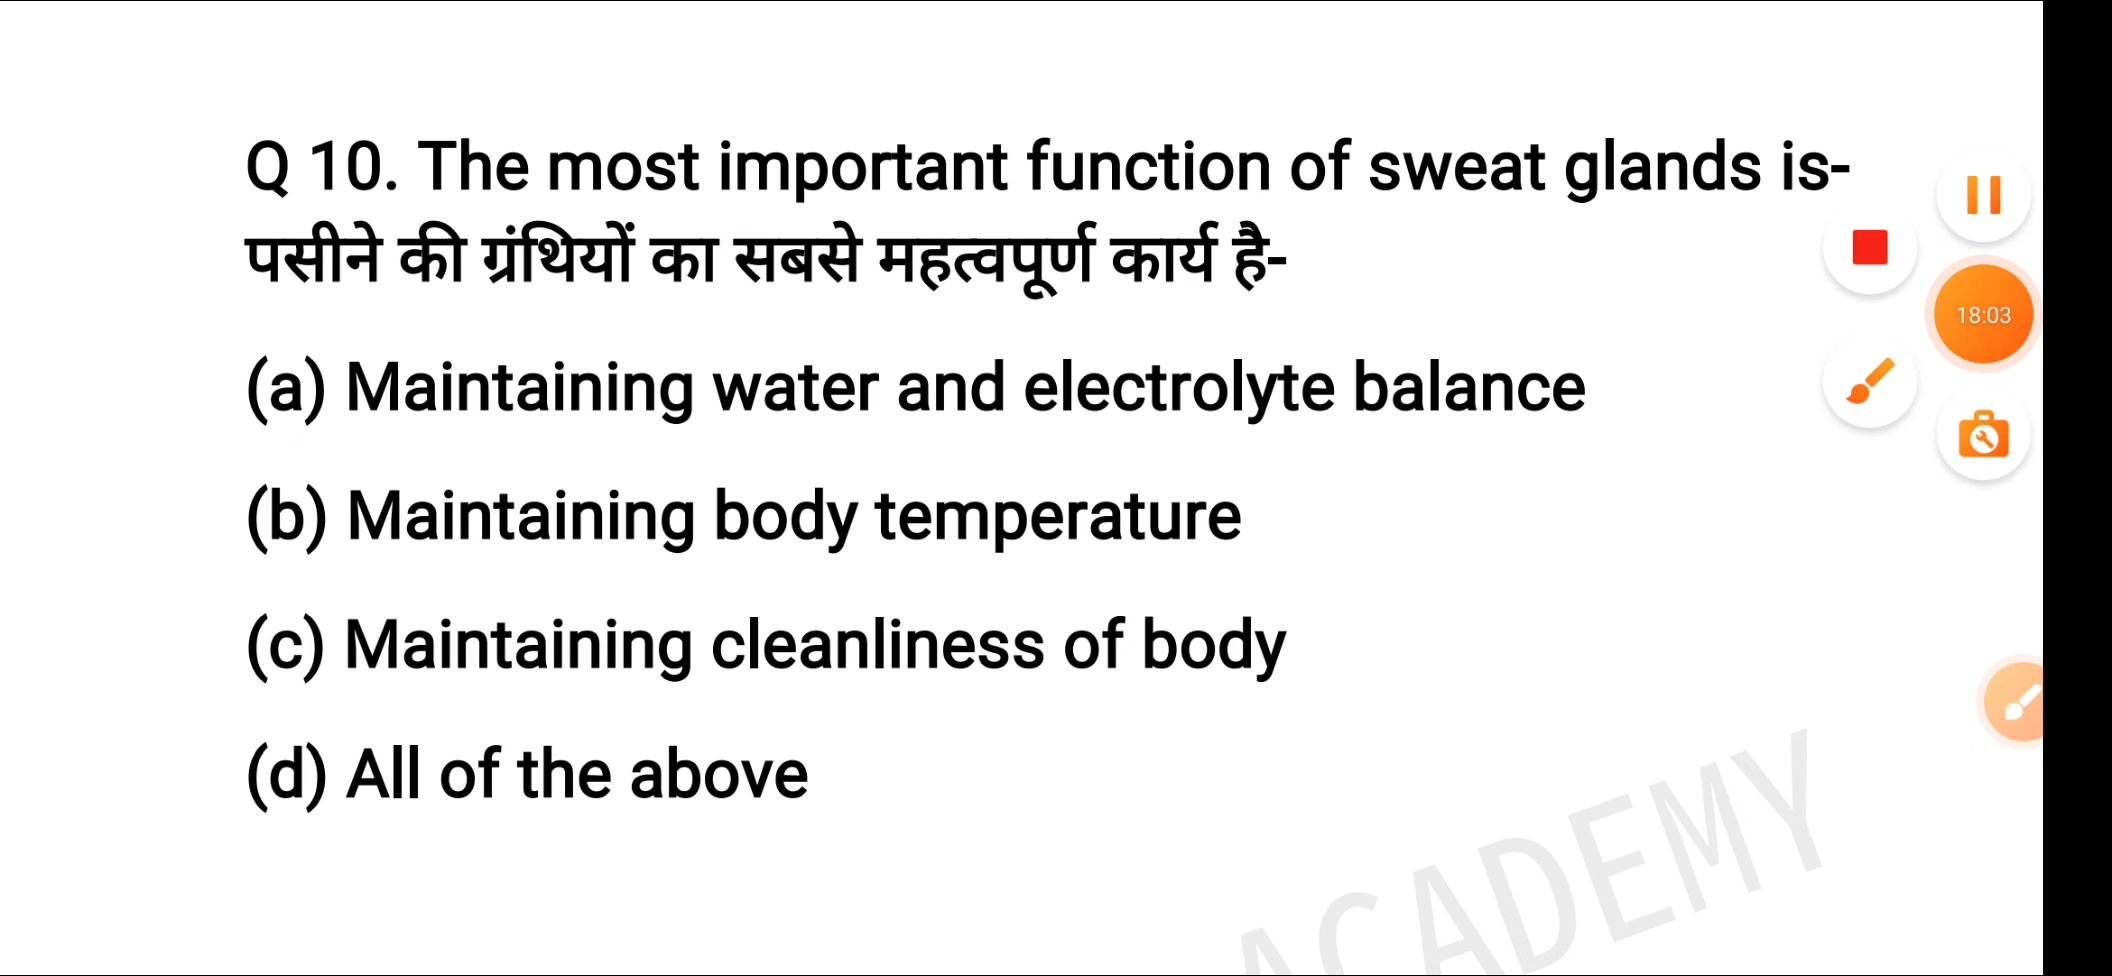 Q 10. The most important function of sweat glands is-
पसीने की ग्रंथियों का सबसे महत्वपूर्ण कार्य है-
(a) Maintaining water and electrolyte balance
(b) Maintaining body temperature
(c) Maintaining cleanliness of body
(d) All of the above
18:03
ACADEMY